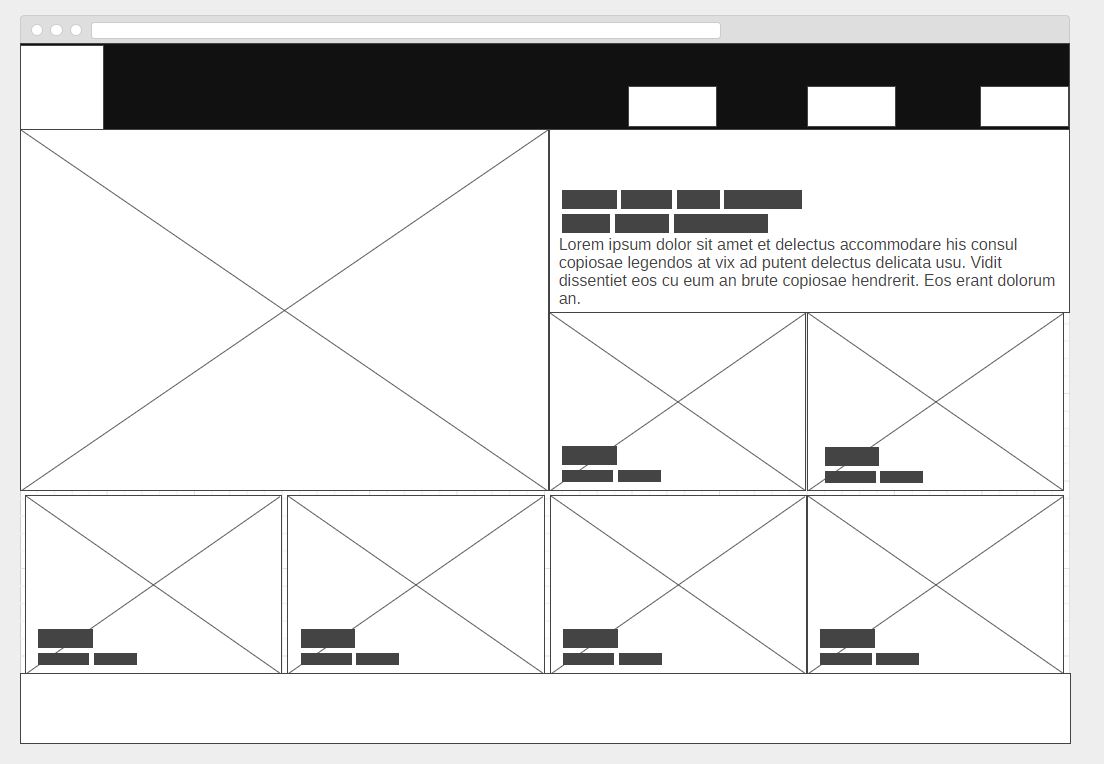 Lorem ipsum dolor sit amet et delectus accommodare his consul
copiosae legendos at vix ad putent delectus delicata usu. Vidit
dissentiet eos cu eum an brute copiosae hendrerit. Eos erant dolorum
an.